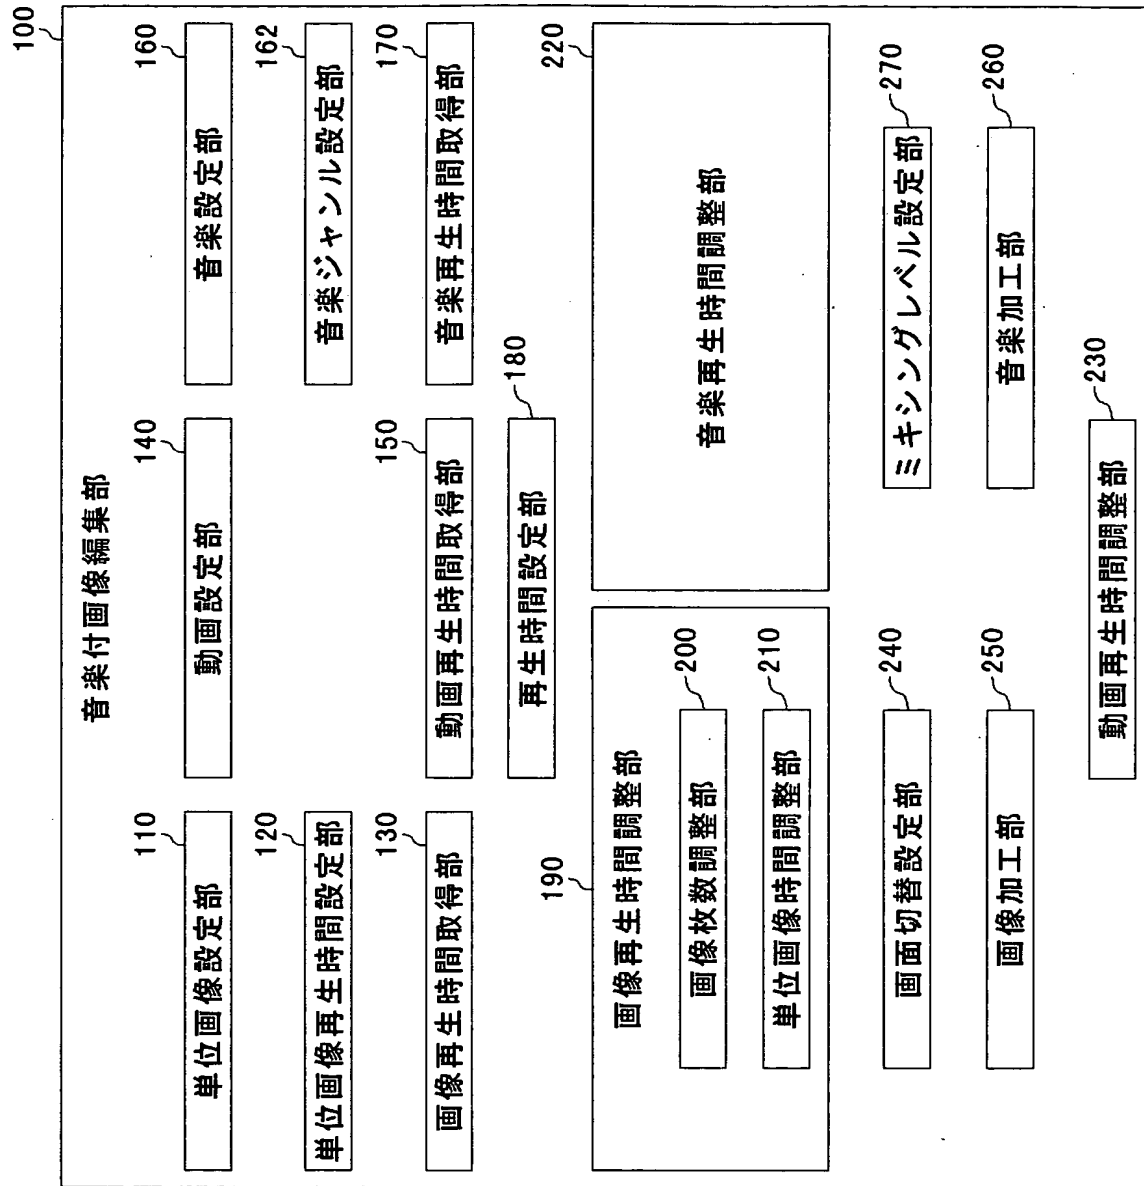 100
音楽付画像編集部
110
単位画像設定部
140
動画設定部
160
音楽設定部
120
単位画像再生時間設定部
162
音楽ジャンル設定部
130
画像再生時間取得部
150
動画再生時間取得部
170
音楽再生時間取得部
180
再生時間設定部
190
画像再生時間調整部
200
画像枚数調整部
210
単位画像時間調整部
220
音楽再生時間調整部
240
画面切替設定部
270
ミキシングレベル設定部
250
画像加工部
260
音楽加工部
230
動画再生時間調整部